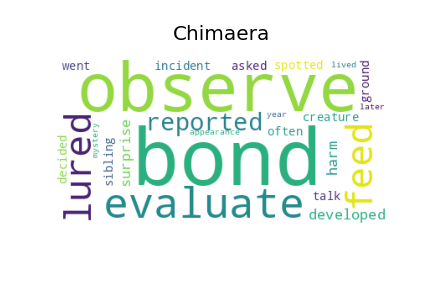 Chimaera
went incident asked spotted lived
observe
ground
later
lured
decided
mystery
sibling
surprise
reported
appearance
year
often
creature
bond
harm
feed
evaluate
talk
developed